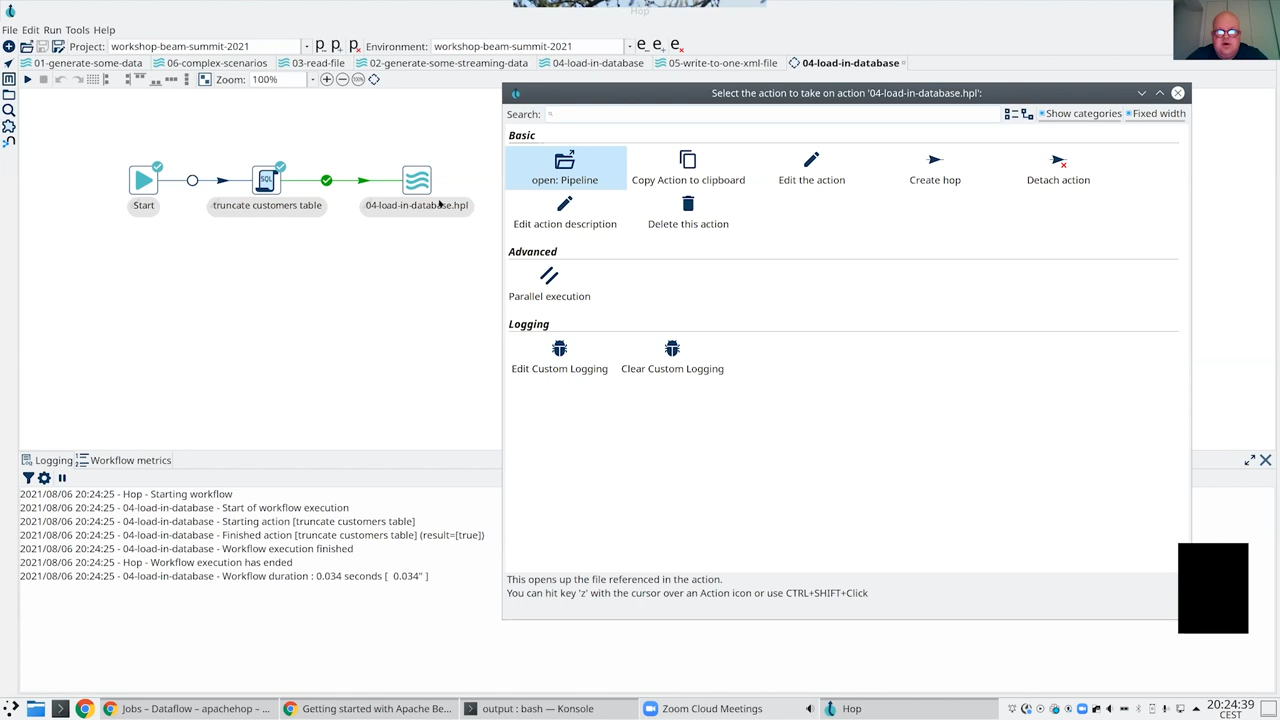 Hop
File Edit Run Tools Help
Project: workshop-beam-summit-2021 Environment: workshop-beam-summit-2021
01-generate-some-data 06-complex-scenarios 03-read-file 02-generate-some-streaming-data 04-load-in-database 05-write-to-one-xml-file 04-load-in-database
Zoom: 100% 100%
Select the action to take on action '04-load-in-database.hpl':
Search: Show categories Fixed width
Basic
open: Pipeline Copy Action to clipboard Edit the action Create hop Detach action
Edit action description Delete this action
Advanced
Parallel execution
Logging
Edit Custom Logging Clear Custom Logging
This opens up the file referenced in the action.
You can hit key 'z' with the cursor over an Action icon or use CTRL+SHIFT+Click
SQL
Start truncate customers table 04-load-in-database.hpl
Logging Workflow metrics
2021/08/06 20:24:25 - Hop - Starting workflow
2021/08/06 20:24:25 - 04-load-in-database - Start of workflow execution
2021/08/06 20:24:25 - 04-load-in-database - Starting action [truncate customers table]
2021/08/06 20:24:25 - 04-load-in-database - Finished action [truncate customers table] (result=[true])
2021/08/06 20:24:25 - 04-load-in-database - Workflow execution finished
2021/08/06 20:24:25 - Hop - Workflow execution has ended
2021/08/06 20:24:25 - 04-load-in-database - Workflow duration : 0.034 seconds [ 0.034" ]
Jobs – Dataflow – apachehop – ... Getting started with Apache Be... output : bash — Konsole Zoom Cloud Meetings Hop 20:24:39
CEST